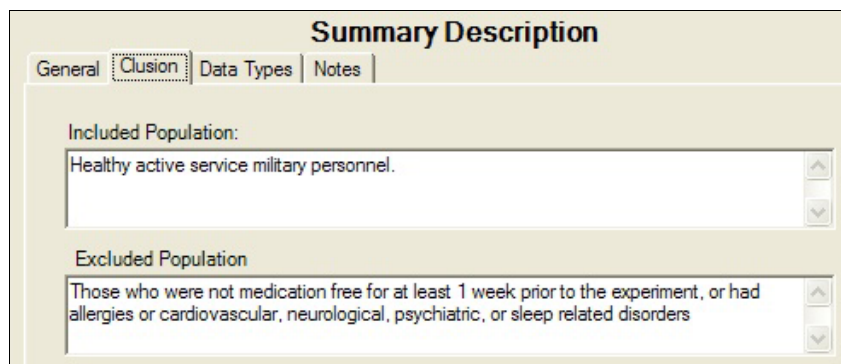 Summary Description
General Clusion Data Types Notes
Included Population:
Healthy active service military personnel.
Excluded Population
Those who were not medication free for at least 1 week prior to the experiment, or had
allergies or cardiovascular, neurological, psychiatric, or sleep related disorders